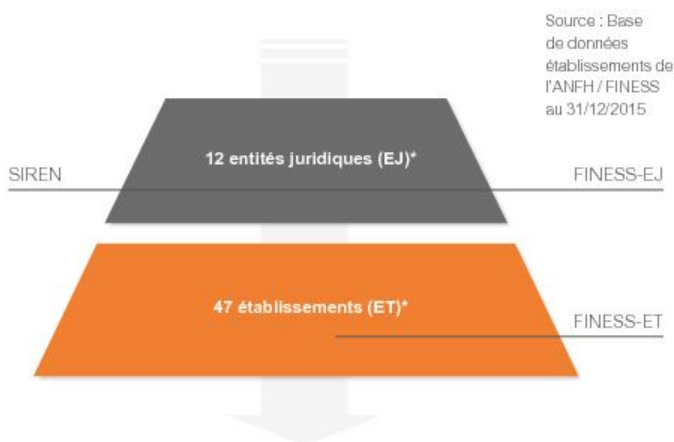 Source : Base
de données
établissements de
l'ANFH / FINESS
au 31/12/2015
12 entités juridiques (EJ)*
SIREN
FINESS-EJ
47 établissements (ET)*
FINESS-ET